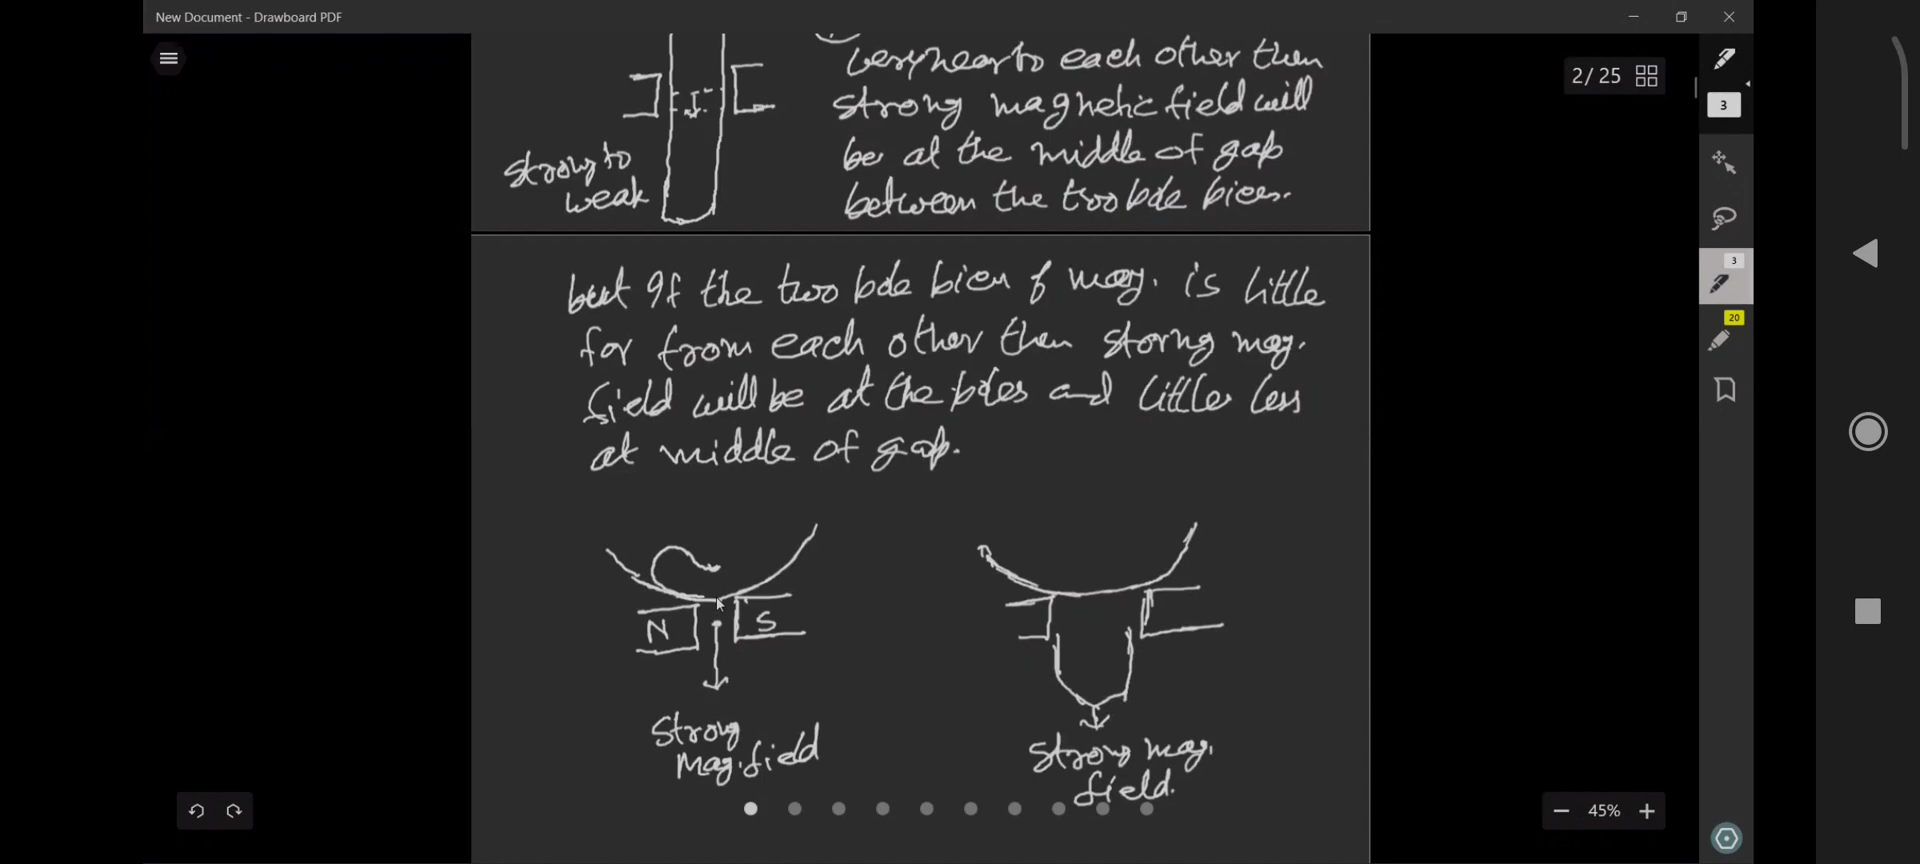 New Document - Drawboard PDF
2 / 25
3
very near to each other then
strong magnetic field will
be at the middle of gap
between the two pole pieces.
strong to
weak
but If the two pole piece of mag. is little
far from each other then storng mag.
field will be at the poles and little less
at middle of gap.
N
S
Strong
Mag. field
Strong mag.
field.
3
20
45%